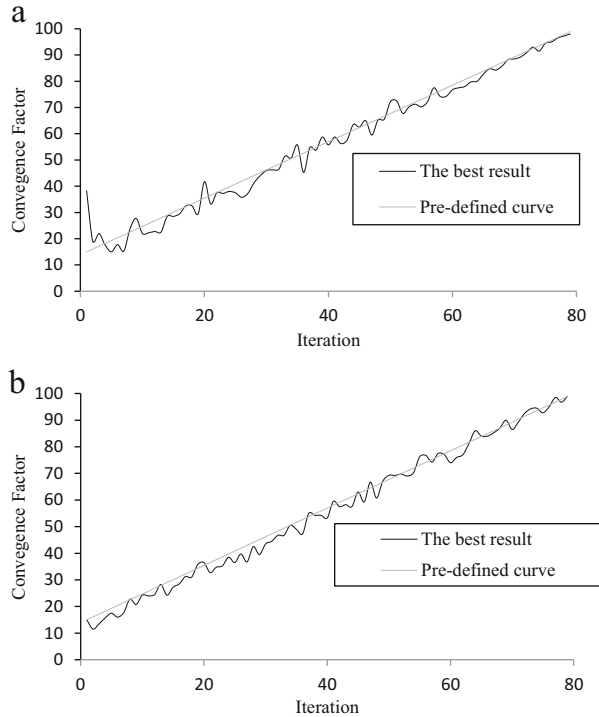 a
100
90
80
70
60
50
40
30
20
10
0
Convegence Factor
The best result
Pre-defined curve
0 20 40 60 80
Iteration
b
100
90
80
70
60
50
40
30
20
10
0
Convegence Factor
The best result
Pre-defined curve
0 20 40 60 80
Iteration